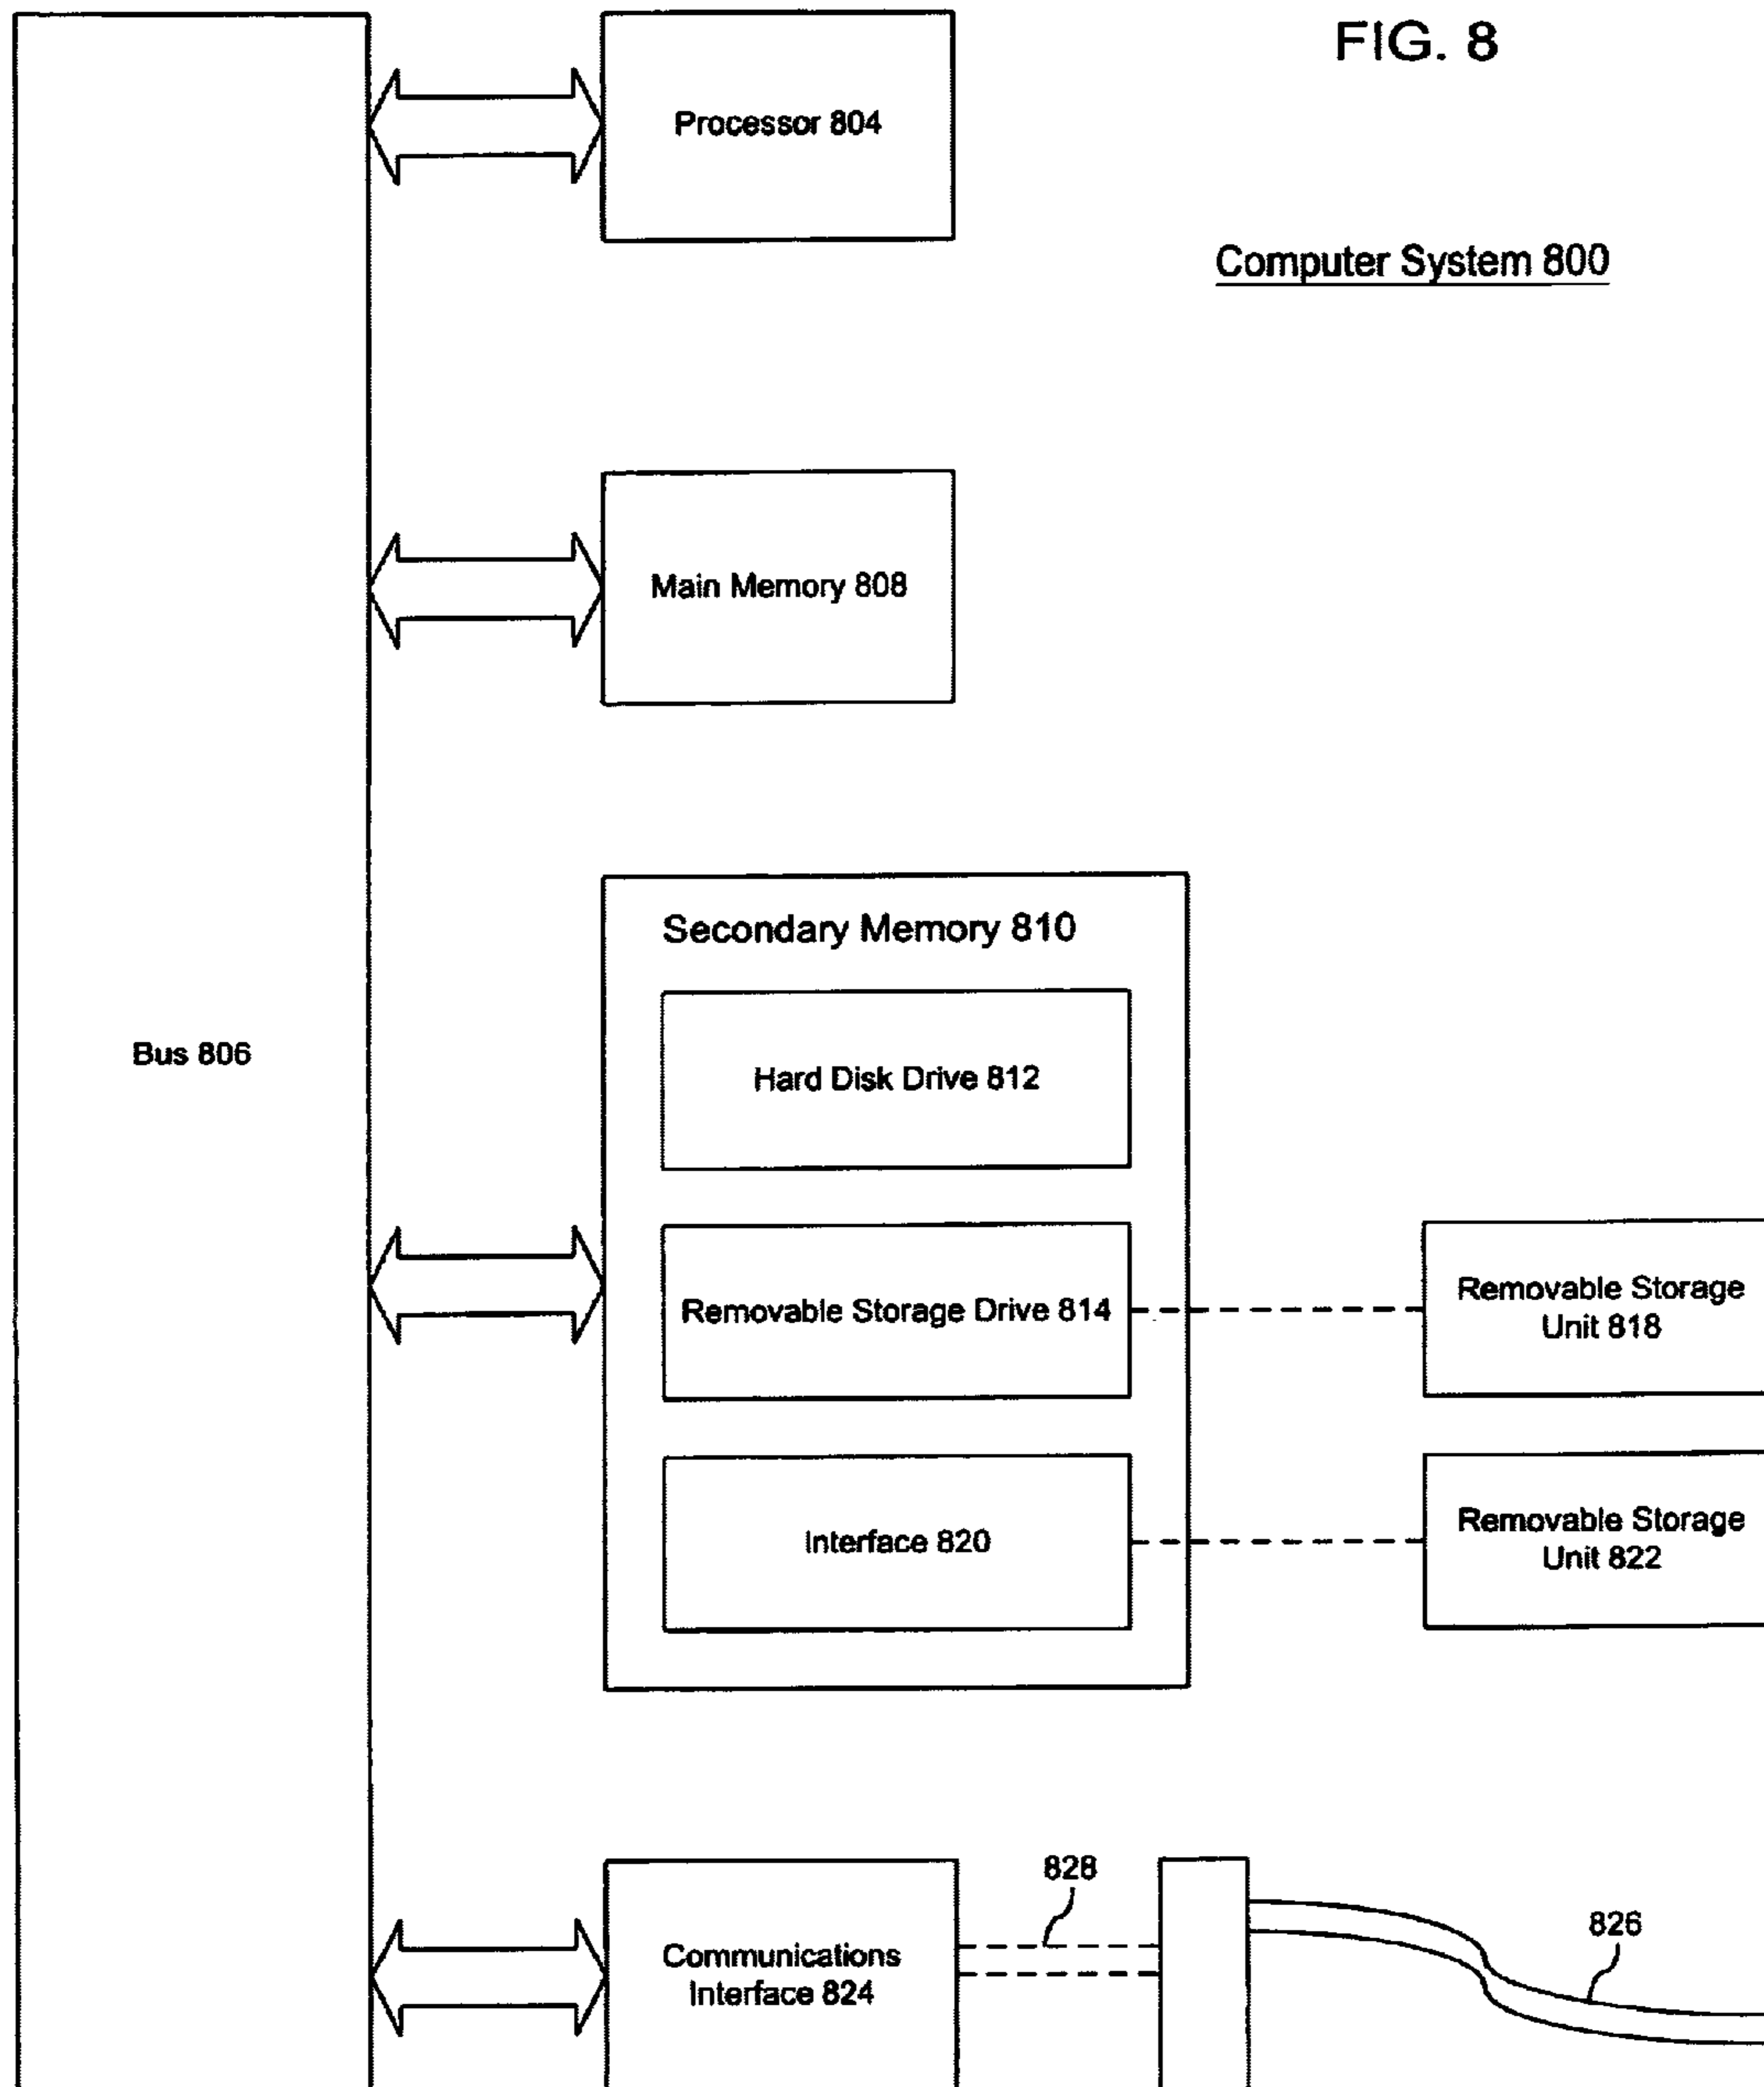 FIG. 8
Processor 804
Computer System 800
Main Memory 808
Secondary Memory 810
Bus 806
Hard Disk Drive 812
Removable Storage Drive 814
Removable Storage
Unit 818
Interface 820
Removable Storage
Unit 822
828
826
Communications
Interface 824